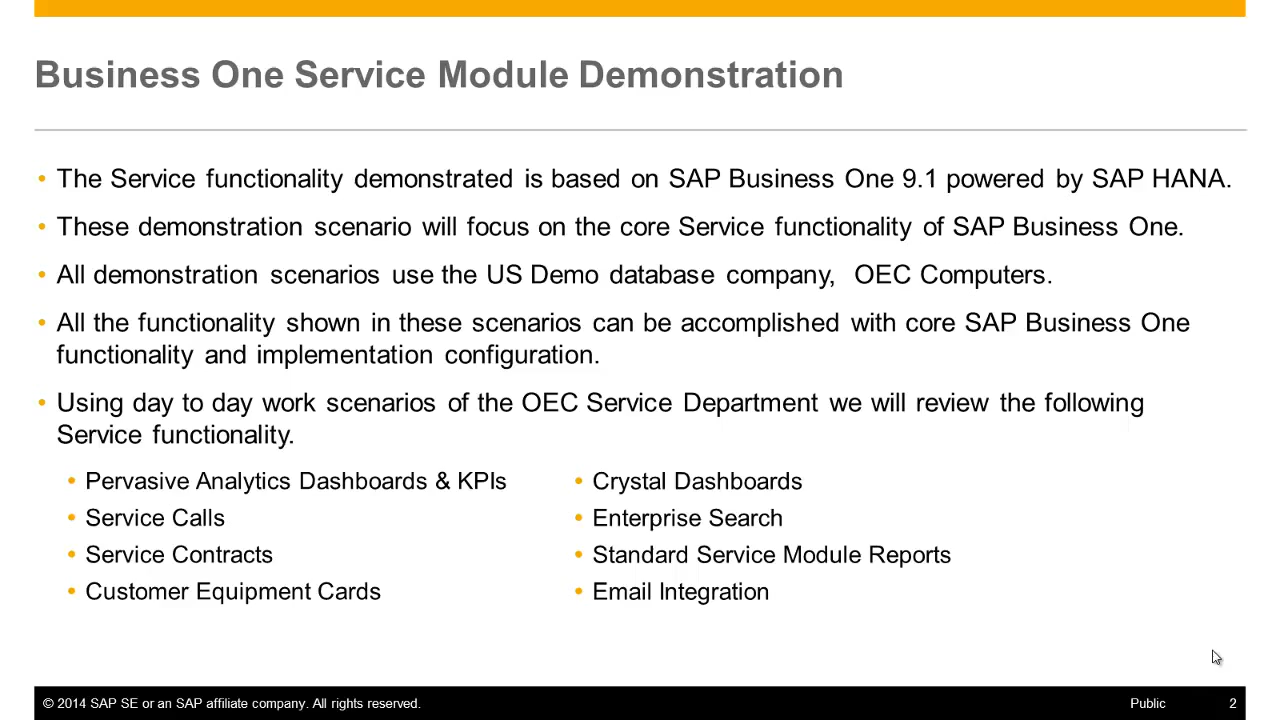 Business One Service Module Demonstration
• The Service functionality demonstrated is based on SAP Business One 9.1 powered by SAP HANA.
• These demonstration scenario will focus on the core Service functionality of SAP Business One.
• All demonstration scenarios use the US Demo database company, OEC Computers.
• All the functionality shown in these scenarios can be accomplished with core SAP Business One
functionality and implementation configuration.
• Using day to day work scenarios of the OEC Service Department we will review the following
Service functionality.
• Pervasive Analytics Dashboards & KPIs
• Service Calls
• Service Contracts
• Customer Equipment Cards
• Crystal Dashboards
• Enterprise Search
• Standard Service Module Reports
• Email Integration
© 2014 SAP SE or an SAP affiliate company. All rights reserved.
Public
2